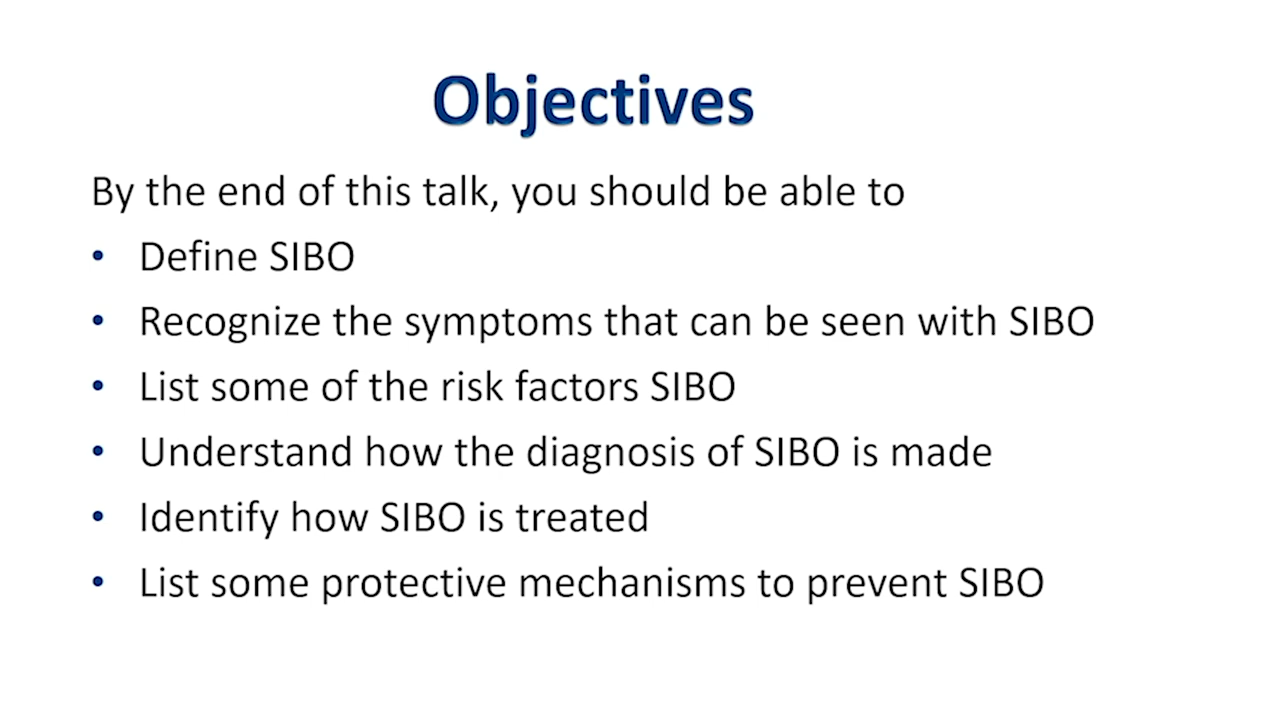 Objectives
By the end of this talk, you should be able to
• Define SIBO
• Recognize the symptoms that can be seen with SIBO
• List some of the risk factors SIBO
• Understand how the diagnosis of SIBO is made
• Identify how SIBO is treated
• List some protective mechanisms to prevent SIBO